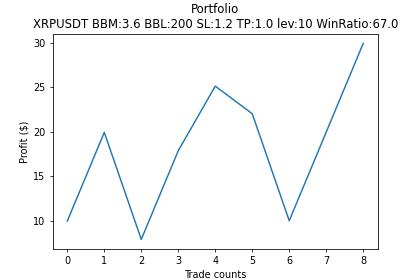 Portfolio
XRPUSDT BBM:3.6 BBL:200 SL:1.2 TP:1.0 lev:10 WinRatio:67.0
30
25
20
15
10
Profit ($)
0 1 2 3 4 5 6 7 8
Trade counts